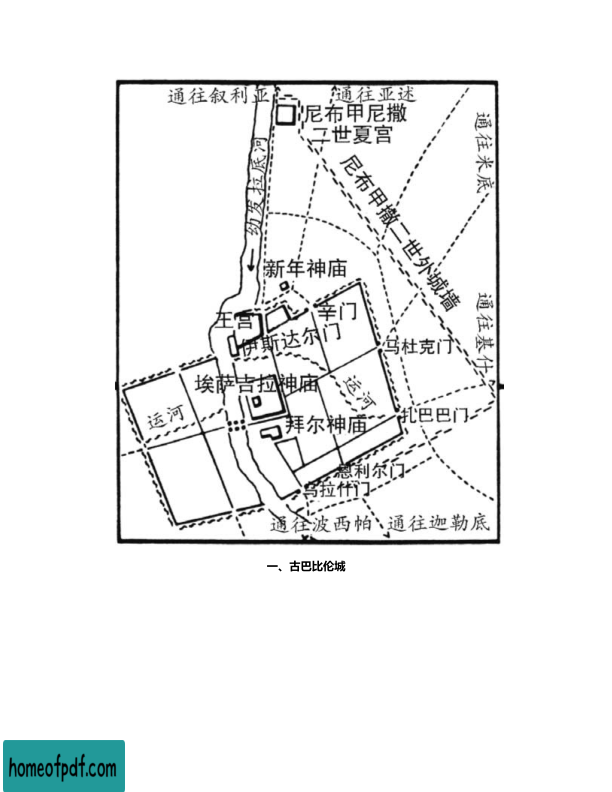 通往叙利亚
通往亚述
尼布甲尼撒
二世夏宫
通往米底
幼发拉底河
尼布甲撒二世外城墙
新年神庙
通往基什
王宫
辛门
伊斯达尔门
马杜克门
埃萨吉拉神庙
运河
运河
扎巴巴门
拜尔神庙
恩利尔门
乌拉什门
通往波西帕
通往迦勒底
一、古巴比伦城
homeofpdf.com